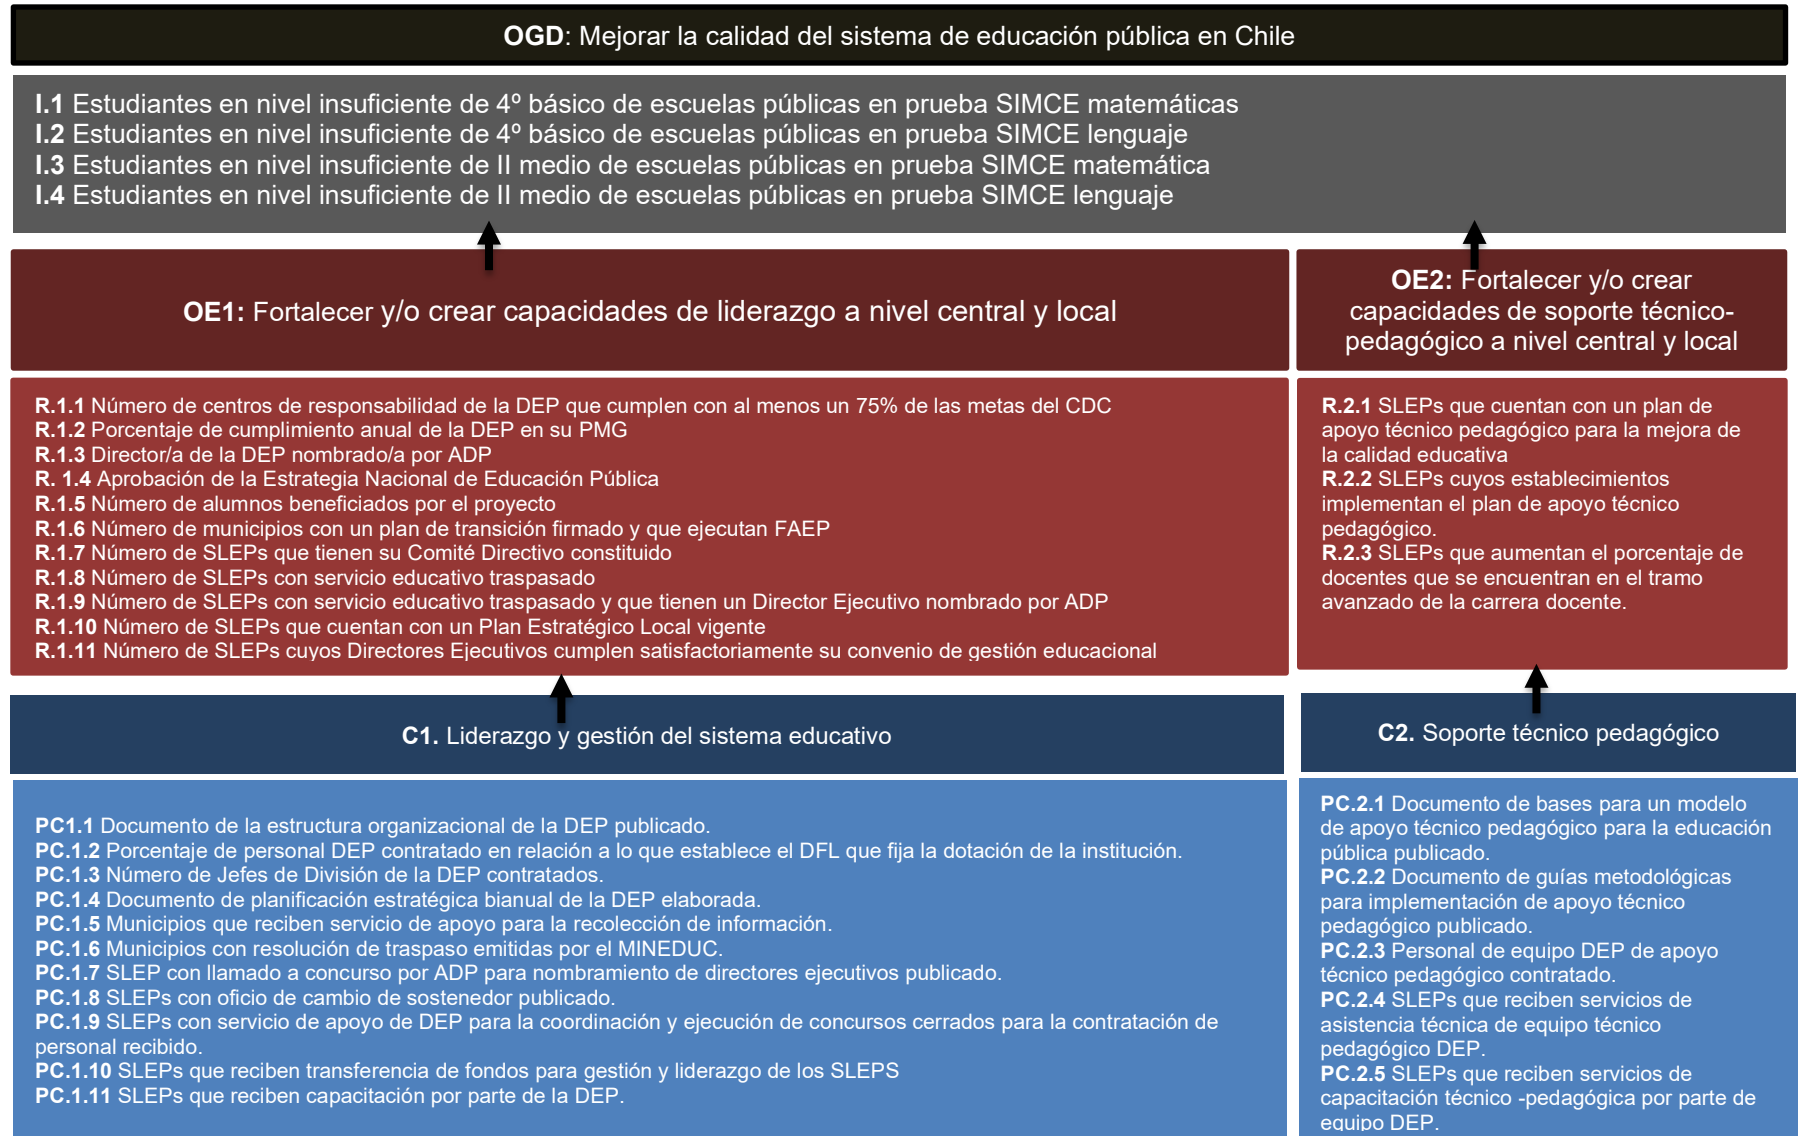 OGD: Mejorar la calidad del sistema de educación pública en Chile
I.1 Estudiantes en nivel insuficiente de 4º básico de escuelas públicas en prueba SIMCE matemáticas
I.2 Estudiantes en nivel insuficiente de 4º básico de escuelas públicas en prueba SIMCE lenguaje
I.3 Estudiantes en nivel insuficiente de II medio de escuelas públicas en prueba SIMCE matemática
I.4 Estudiantes en nivel insuficiente de II medio de escuelas públicas en prueba SIMCE lenguaje
OE1: Fortalecer y/o crear capacidades de liderazgo a nivel central y local
OE2: Fortalecer y/o crear
capacidades de soporte técnico-
pedagógico a nivel central y local
R.1.1 Número de centros de responsabilidad de la DEP que cumplen con al menos un 75% de las metas del CDC
R.1.2 Porcentaje de cumplimiento anual de la DEP en su PMG
R.1.3 Director/a de la DEP nombrado/a por ADP
R. 1.4 Aprobación de la Estrategia Nacional de Educación Pública
R.1.5 Número de alumnos beneficiados por el proyecto
R.1.6 Número de municipios con un plan de transición firmado y que ejecutan FAEP
R.1.7 Número de SLEPs que tienen su Comité Directivo constituido
R.1.8 Número de SLEPs con servicio educativo traspasado
R.1.9 Número de SLEPs con servicio educativo traspasado y que tienen un Director Ejecutivo nombrado por ADP
R.1.10 Número de SLEPs que cuentan con un Plan Estratégico Local vigente
R.1.11 Número de SLEPs cuyos Directores Ejecutivos cumplen satisfactoriamente su convenio de gestión educacional
R.2.1 SLEPs que cuentan con un plan de
apoyo técnico pedagógico para la mejora de
la calidad educativa
R.2.2 SLEPs cuyos establecimientos
implementan el plan de apoyo técnico
pedagógico.
R.2.3 SLEPs que aumentan el porcentaje de
docentes que se encuentran en el tramo
avanzado de la carrera docente.
C1. Liderazgo y gestión del sistema educativo
C2. Soporte técnico pedagógico
PC1.1 Documento de la estructura organizacional de la DEP publicado.
PC.1.2 Porcentaje de personal DEP contratado en relación a lo que establece el DFL que fija la dotación de la institución.
PC.1.3 Número de Jefes de División de la DEP contratados.
PC.1.4 Documento de planificación estratégica bianual de la DEP elaborada.
PC.1.5 Municipios que reciben servicio de apoyo para la recolección de información.
PC.1.6 Municipios con resolución de traspaso emitidas por el MINEDUC.
PC.1.7 SLEP con llamado a concurso por ADP para nombramiento de directores ejecutivos publicado.
PC.1.8 SLEPs con oficio de cambio de sostenedor publicado.
PC.1.9 SLEPs con servicio de apoyo de DEP para la coordinación y ejecución de concursos cerrados para la contratación de
personal recibido.
PC.1.10 SLEPs que reciben transferencia de fondos para gestión y liderazgo de los SLEPS
PC.1.11 SLEPs que reciben capacitación por parte de la DEP.
PC.2.1 Documento de bases para un modelo
de apoyo técnico pedagógico para la educación
pública publicado.
PC.2.2 Documento de guías metodológicas
para implementación de apoyo técnico
pedagógico publicado.
PC.2.3 Personal de equipo DEP de apoyo
técnico pedagógico contratado.
PC.2.4 SLEPs que reciben servicios de
asistencia técnica de equipo técnico
pedagógico DEP.
PC.2.5 SLEPs que reciben servicios de
capacitación técnico -pedagógica por parte de
equipo DEP.